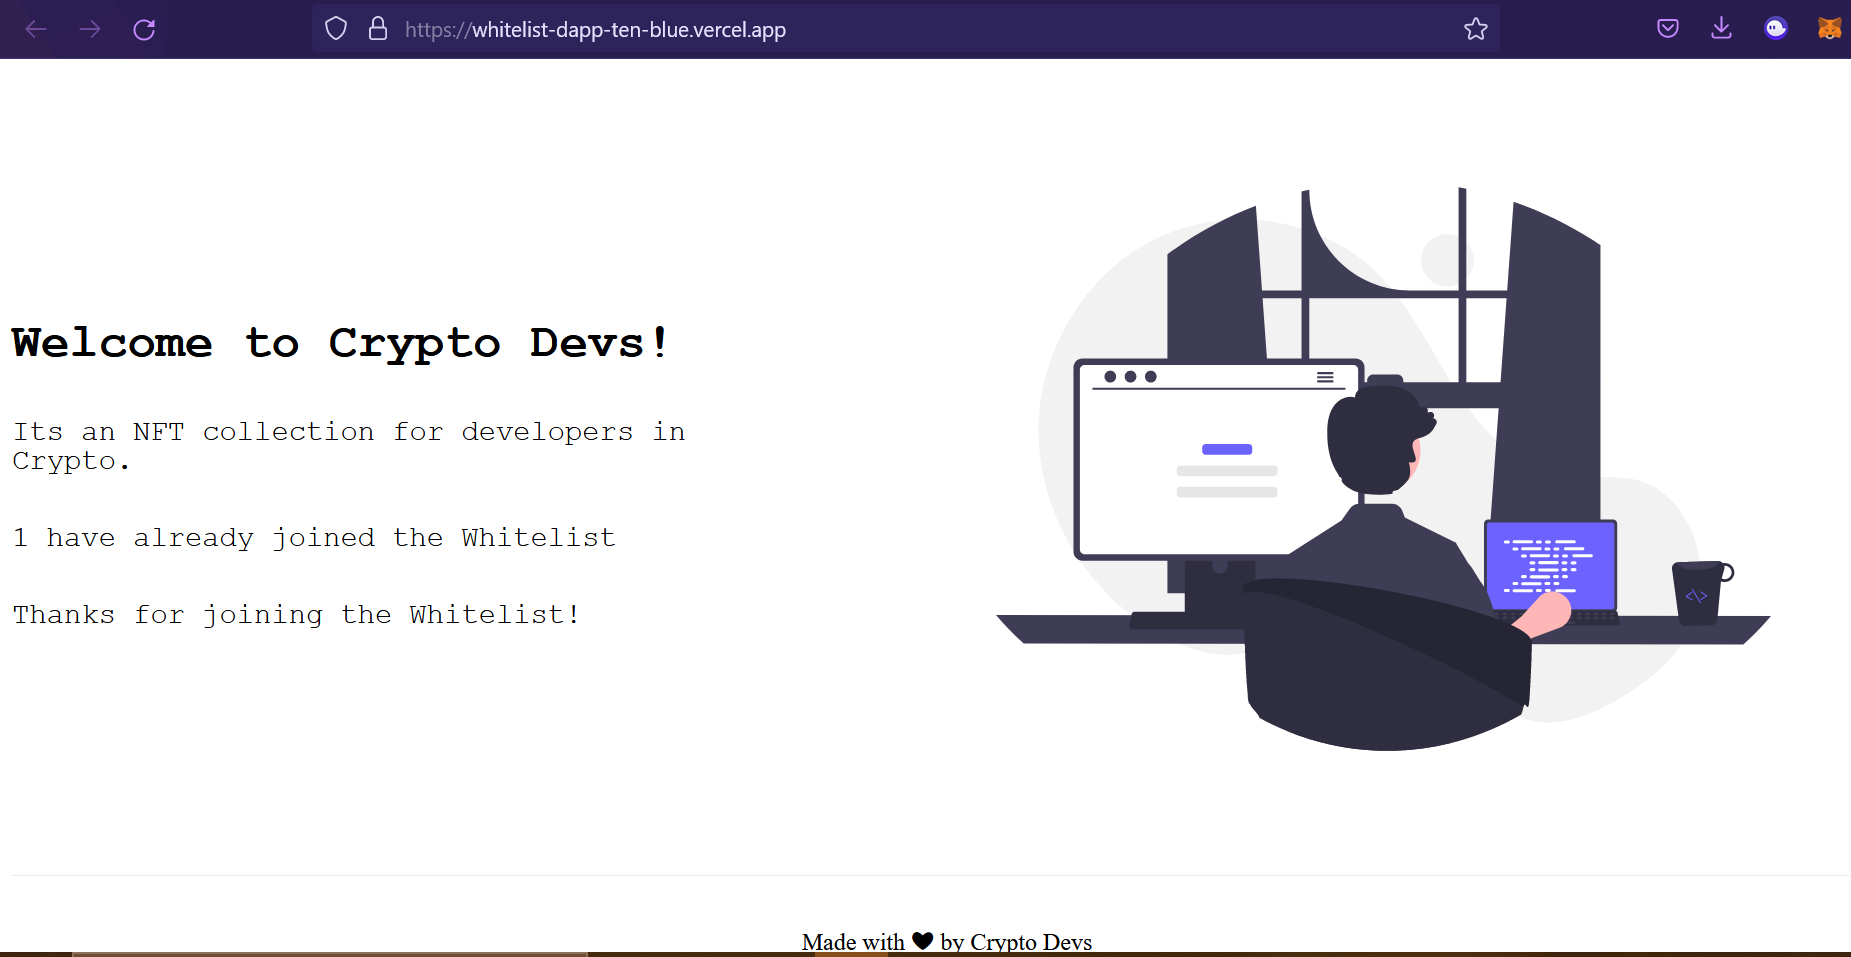 https://whitelist-dapp-ten-blue.vercel.app
Welcome to Crypto Devs!
Its an NFT collection for developers in
Crypto.
1 have already joined the Whitelist
Thanks for joining the Whitelist!
<\>
Made with ♥ by Crypto Devs